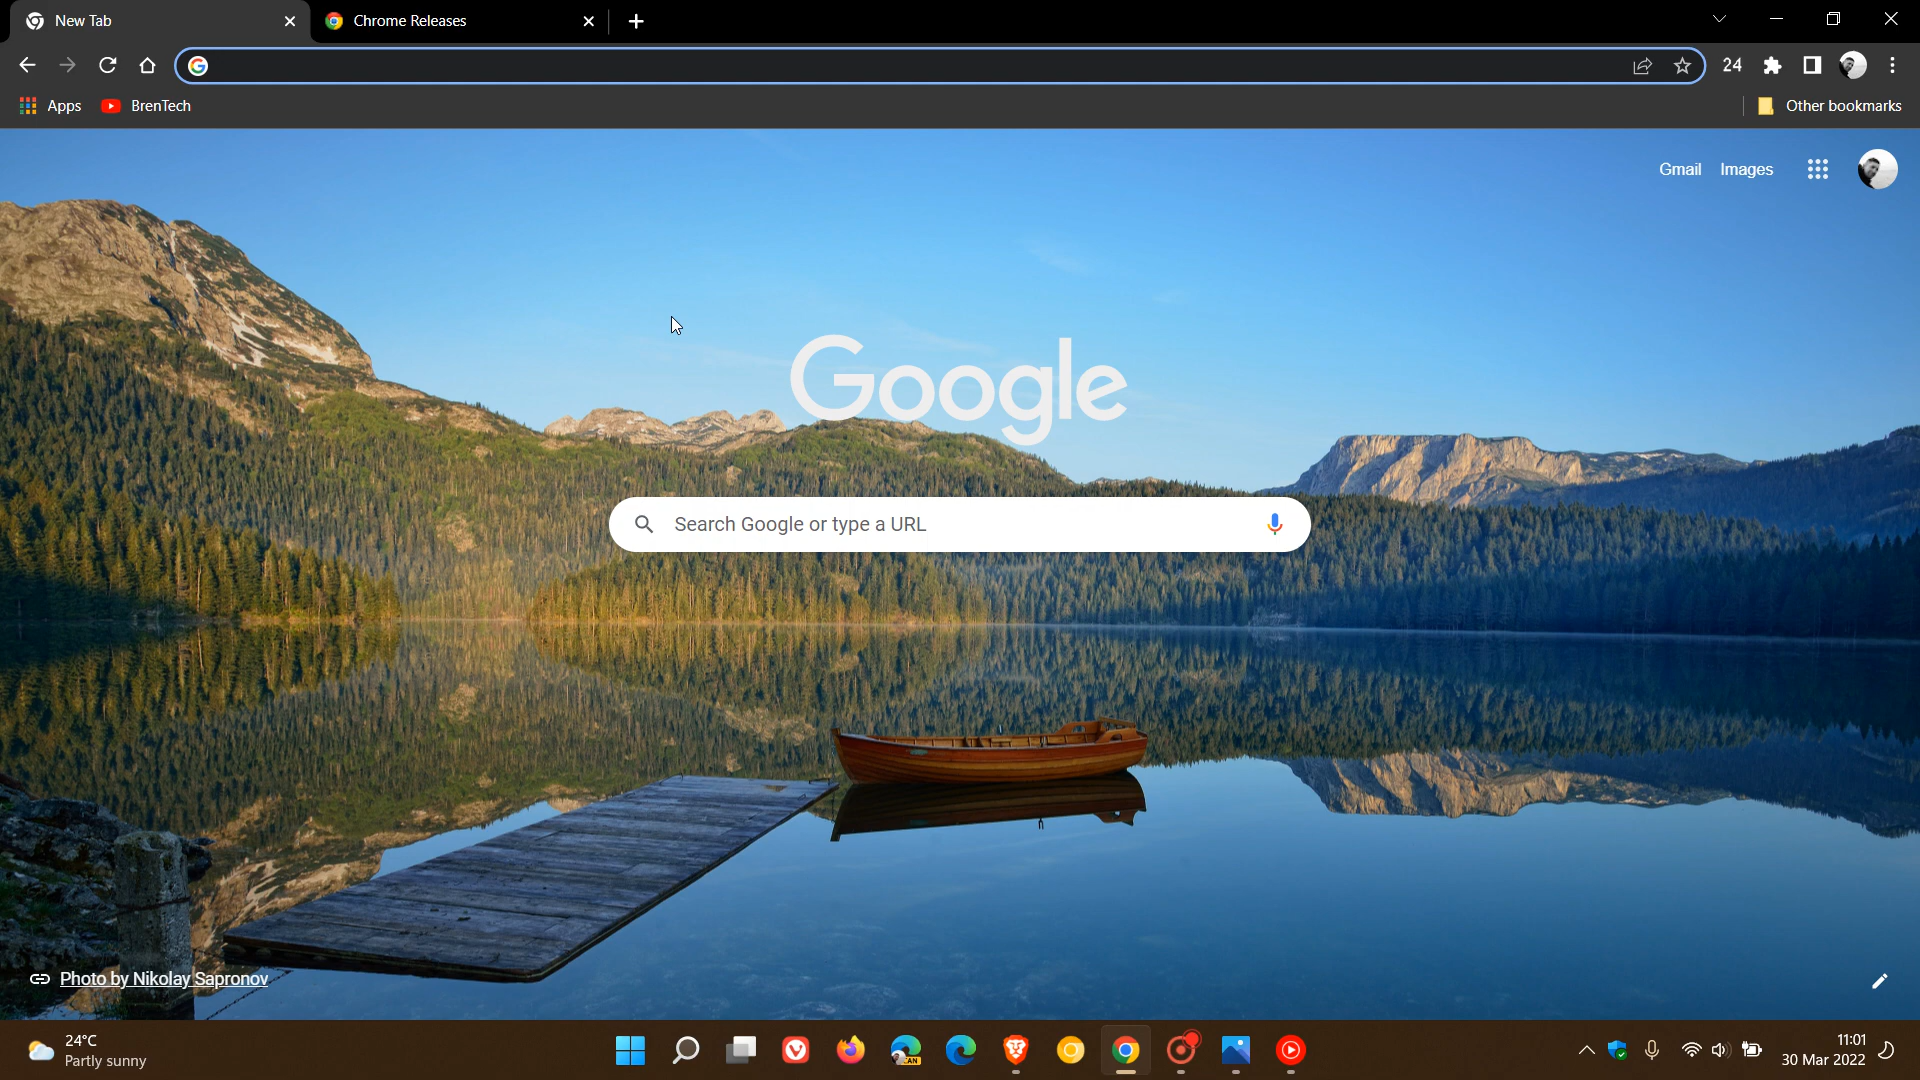 New Tab
Chrome Releases
24
Apps
BrenTech
Other bookmarks
Gmail
Images
Google
Search Google or type a URL
Photo by Nikolay Sapronov
24°C
Partly sunny
CAN
11:01
30 Mar 2022